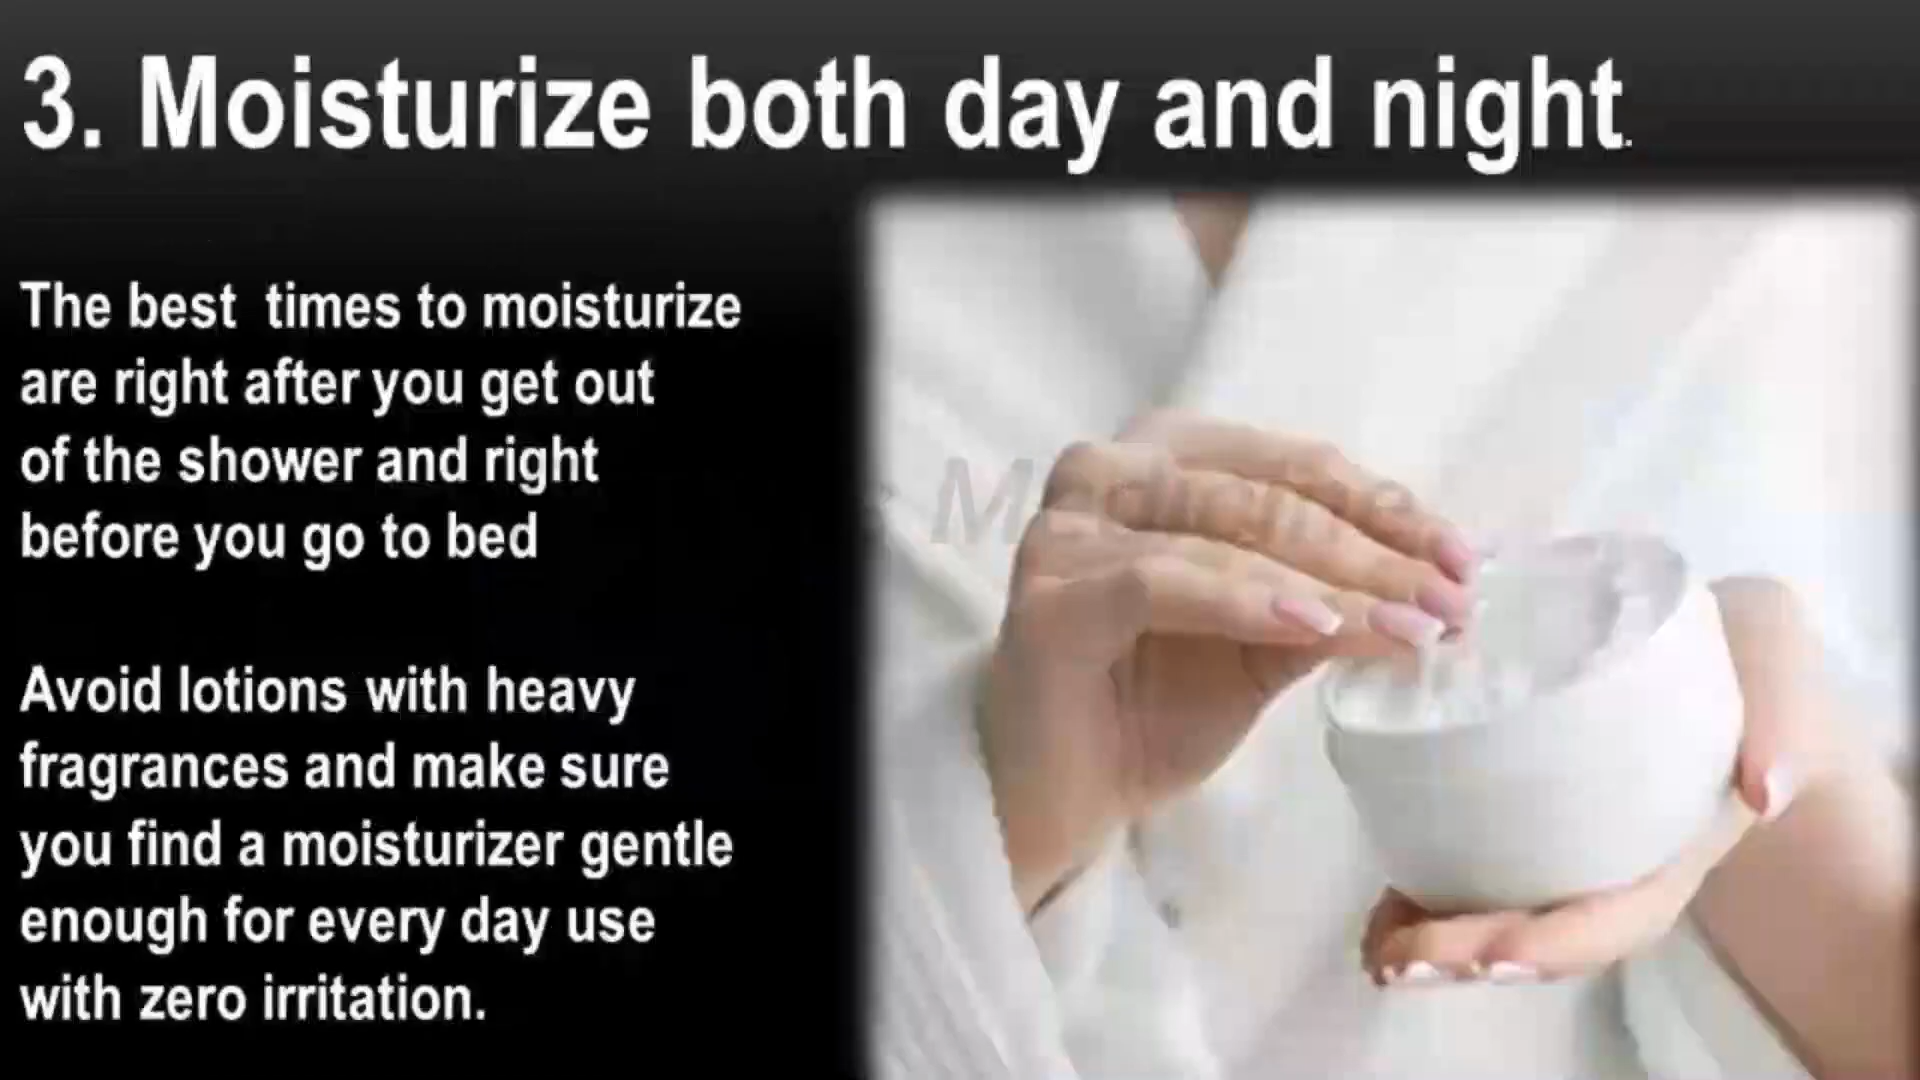 3. Moisturize both day and night.
The best times to moisturize
are right after you get out
of the shower and right
before you go to bed
Avoid lotions with heavy
fragrances and make sure
you find a moisturizer gentle
enough for every day use
with zero irritation.